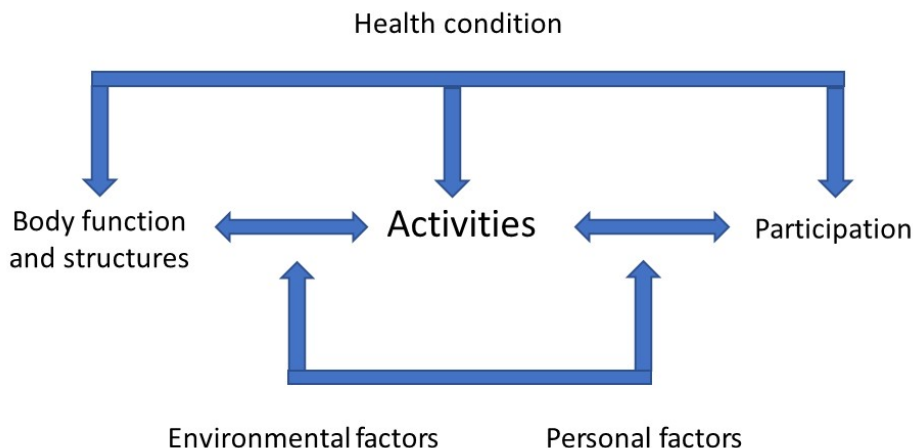 Health condition
Body function
and structures
Activities
Participation
Environmental factors
Personal factors